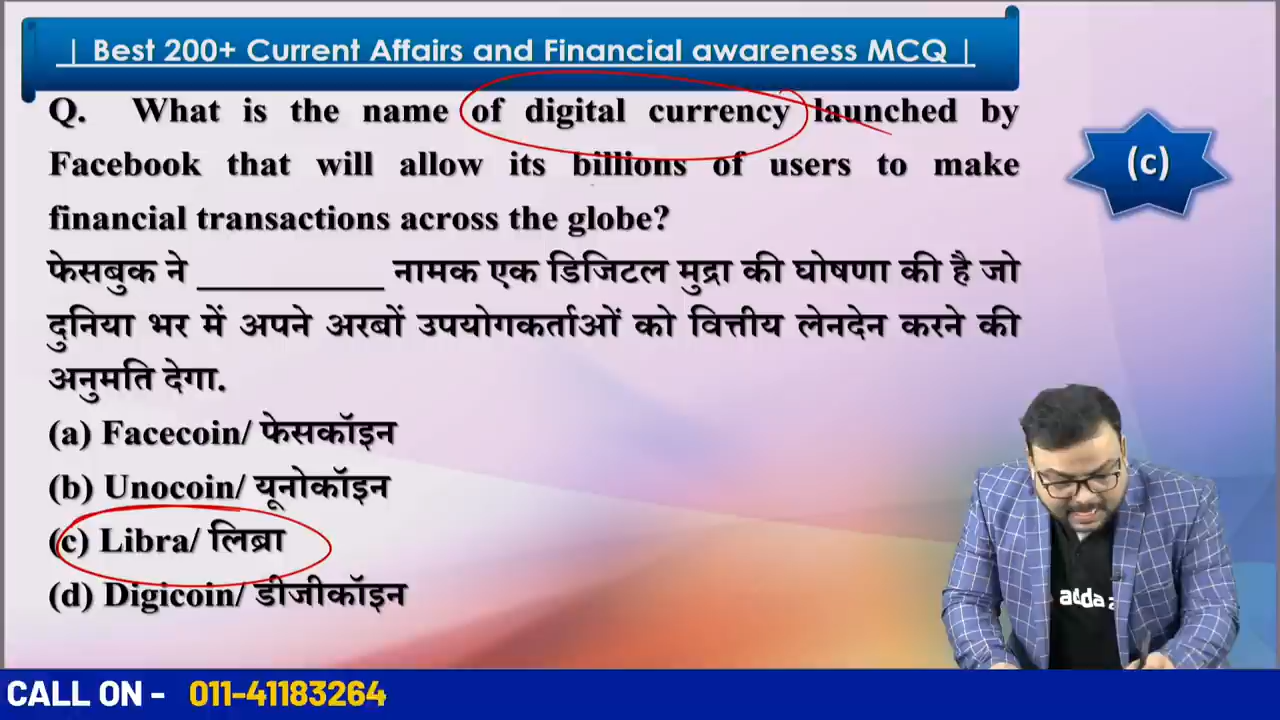 | Best 200+ Current Affairs and Financial awareness MCQ |
Q. What is the name of digital currency launched by
Facebook that will allow its billions of users to make
financial transactions across the globe?
फेसबुक ने __________ नामक एक डिजिटल मुद्रा की घोषणा की है जो
दुनिया भर में अपने अरबों उपयोगकर्ताओं को वित्तीय लेनदेन करने की
अनुमति देगा.
(a) Facecoin/ फेसकॉइन
(b) Unocoin/ यूनोकॉइन
(c) Libra/ लिब्रा
(d) Digicoin/ डीजीकॉइन
(c)
adda
CALL ON - 011-41183264